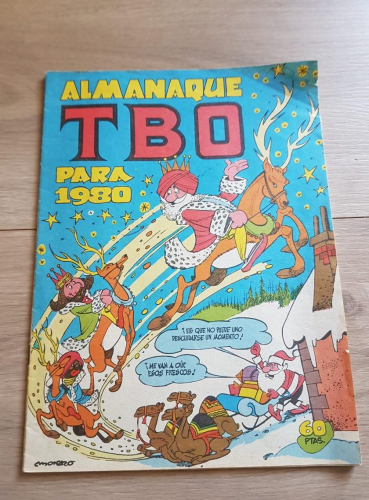 ALMANAQUE
TBO
PARA
1980
¡ES QUE NO PUEDE UNO
DESCUIDARSE UN MOMENTO!
¡ME VAN A OÍR
ESOS FRESCOS!
60
PTAS.